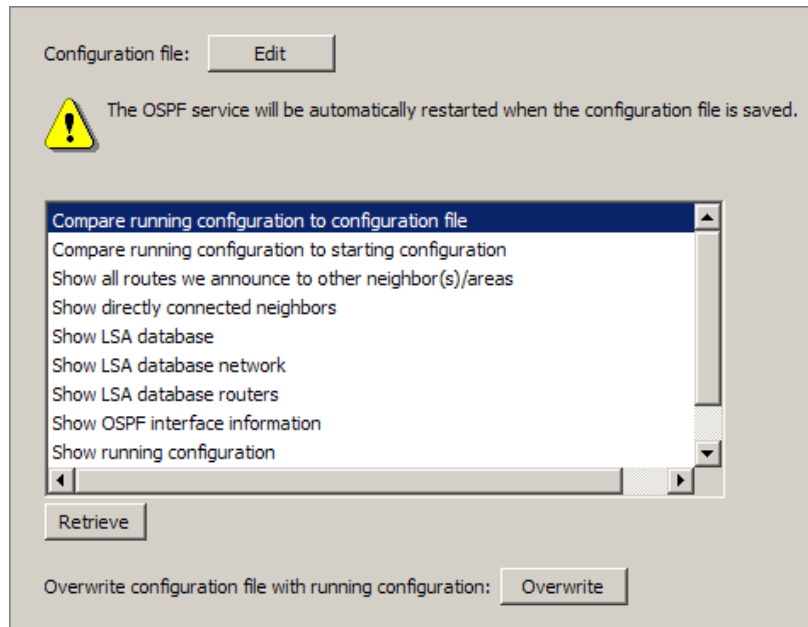 Configuration file: Edit
The OSPF service will be automatically restarted when the configuration file is saved.
Compare running configuration to configuration file
Compare running configuration to starting configuration
Show all routes we announce to other neighbor(s)/areas
Show directly connected neighbors
Show LSA database
Show LSA database network
Show LSA database routers
Show OSPF interface information
Show running configuration
Retrieve
Overwrite configuration file with running configuration: Overwrite